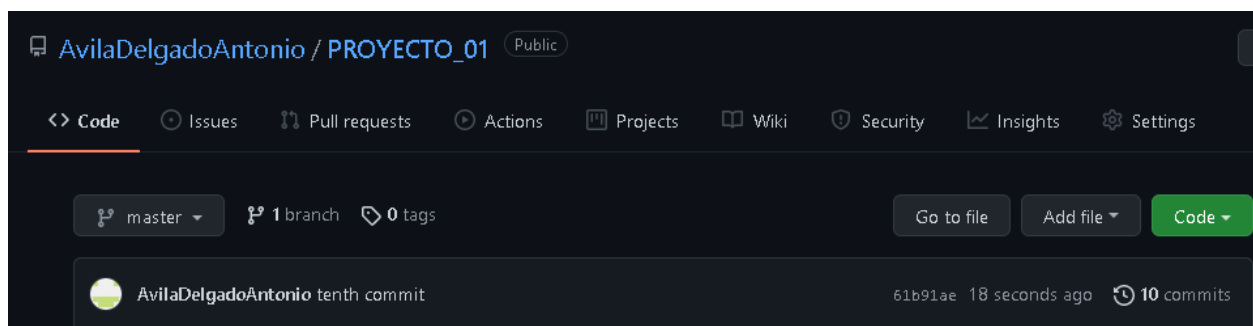 AvilaDelgadoAntonio / PROYECTO_01 Public
<> Code Issues Pull requests Actions Projects Wiki Security Insights Settings
master 1 branch 0 tags Go to file Add file Code
AvilaDelgadoAntonio tenth commit 61b91ae 18 seconds ago 10 commits